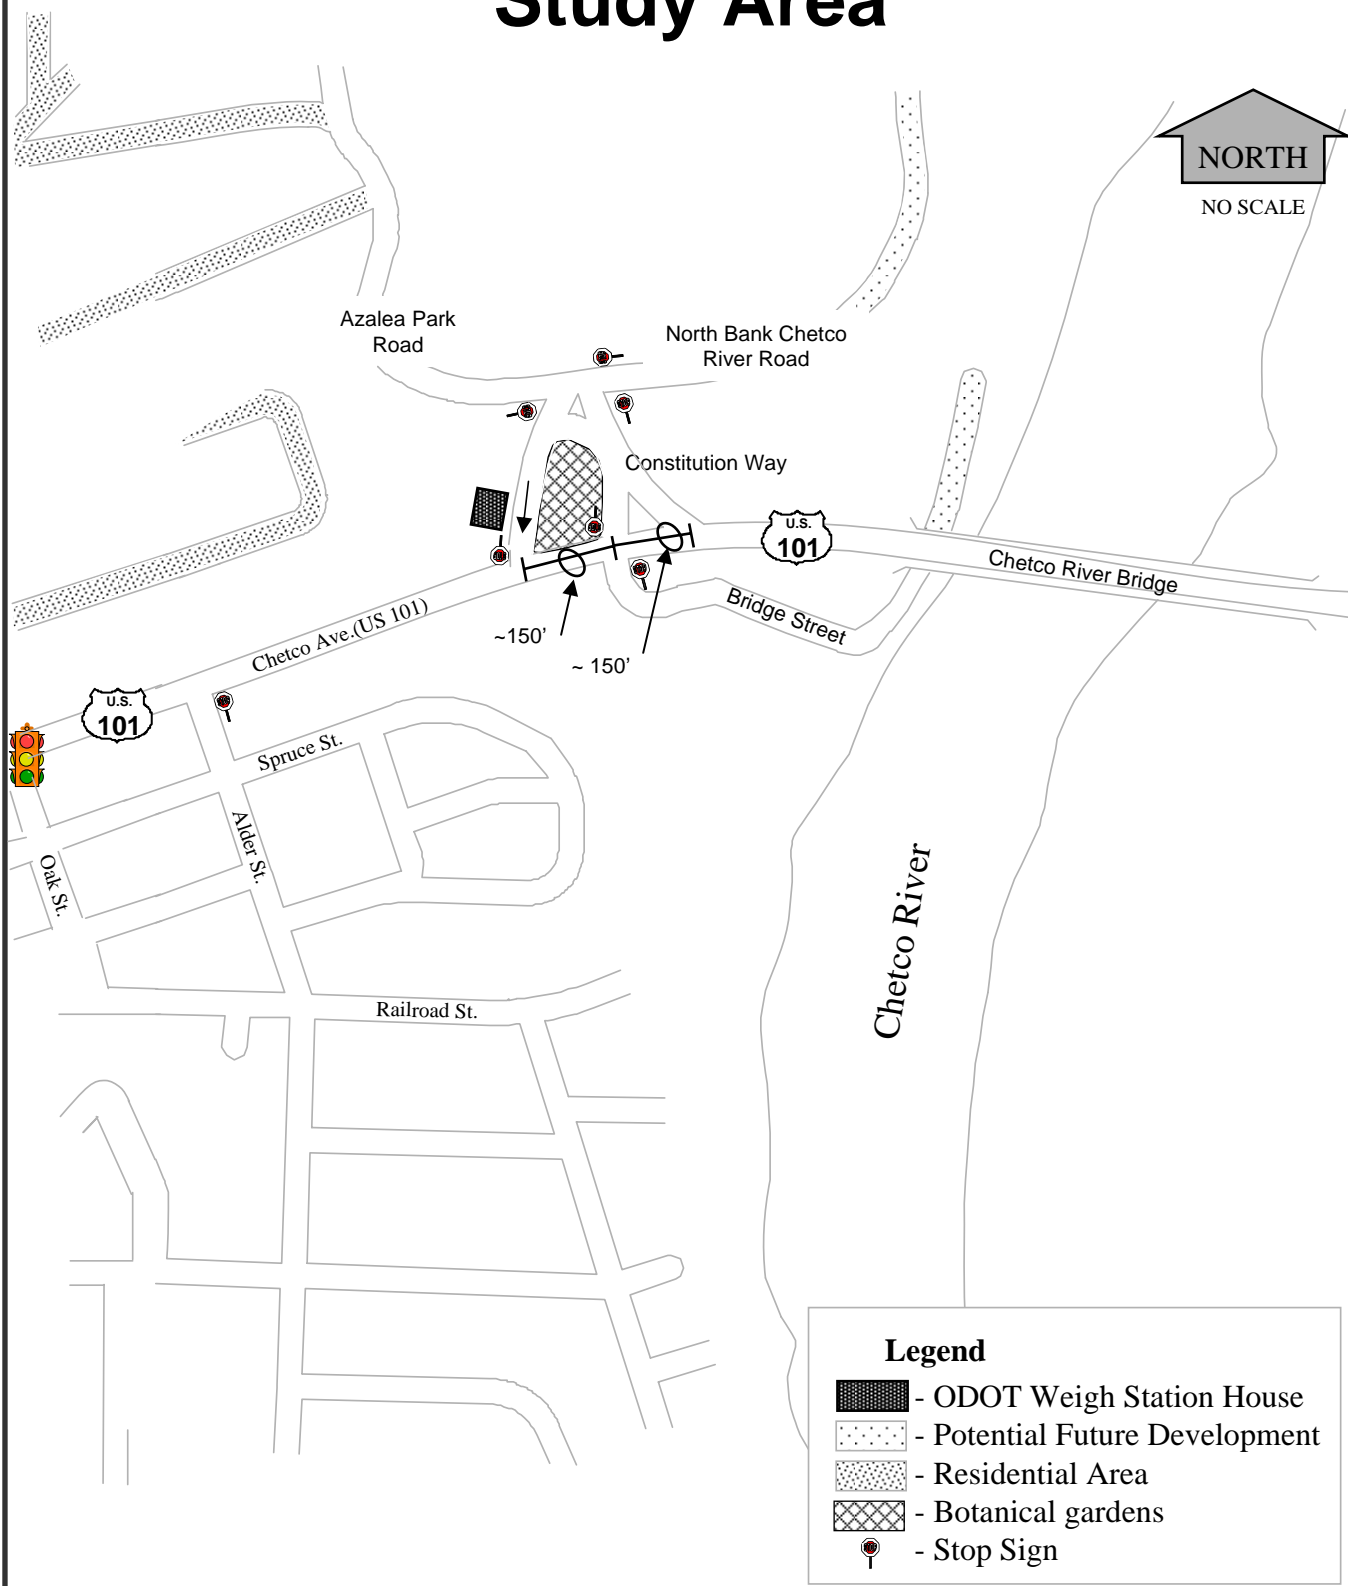 Study Area
NORTH
NO SCALE
Azalea Park
Road
North Bank Chetco
River Road
Constitution Way
U.S.
101
Chetco River Bridge
Bridge Street
Chetco Ave.(US 101)
~150’
~ 150’
U.S.
101
Spruce St.
Alder St.
Oak St.
Chetco River
Railroad St.
Legend
- ODOT Weigh Station House
- Potential Future Development
- Residential Area
- Botanical gardens
- Stop Sign